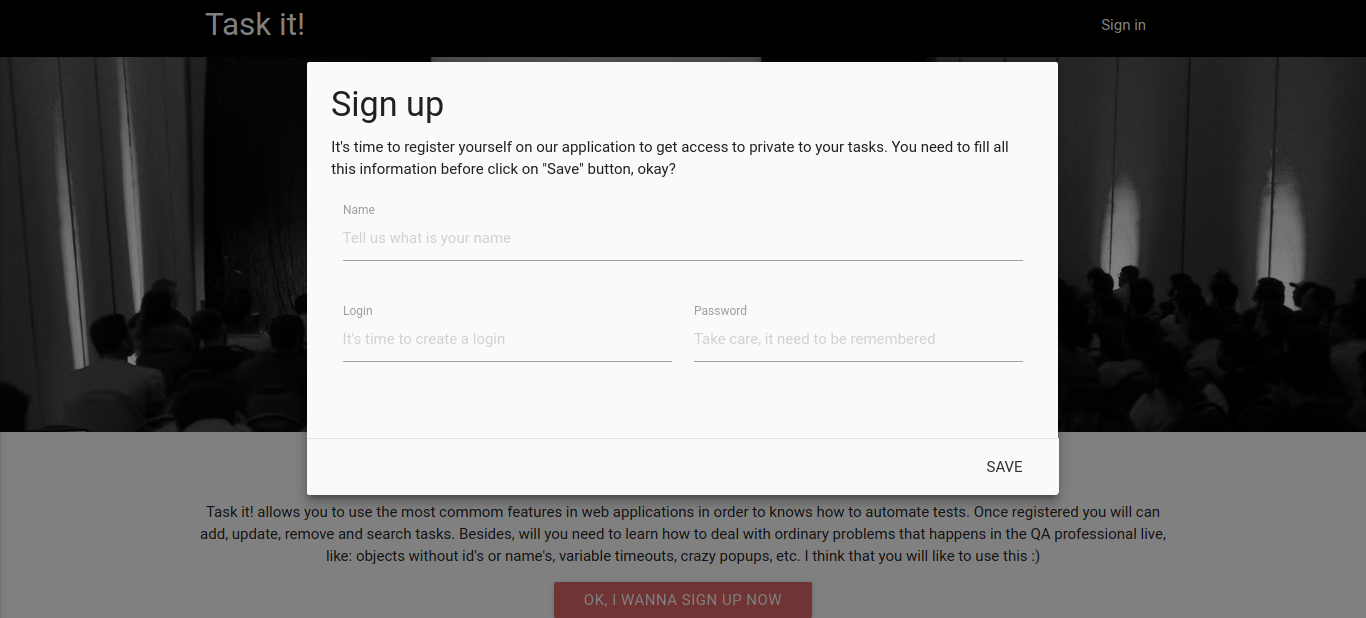 Task it!
Sign in
Sign up
It's time to register yourself on our application to get access to private to your tasks. You need to fill all
this information before click on "Save" button, okay?
Name
Tell us what is your name
Login
Password
It's time to create a login
Take care, it need to be remembered
SAVE
Task it! allows you to use the most commom features in web applications in order to knows how to automate tests. Once registered you will can
add, update, remove and search tasks. Besides, will you need to learn how to deal with ordinary problems that happens in the QA professional live,
like: objects without id's or name's, variable timeouts, crazy popups, etc. I think that you will like to use this :)
OK, I WANNA SIGN UP NOW